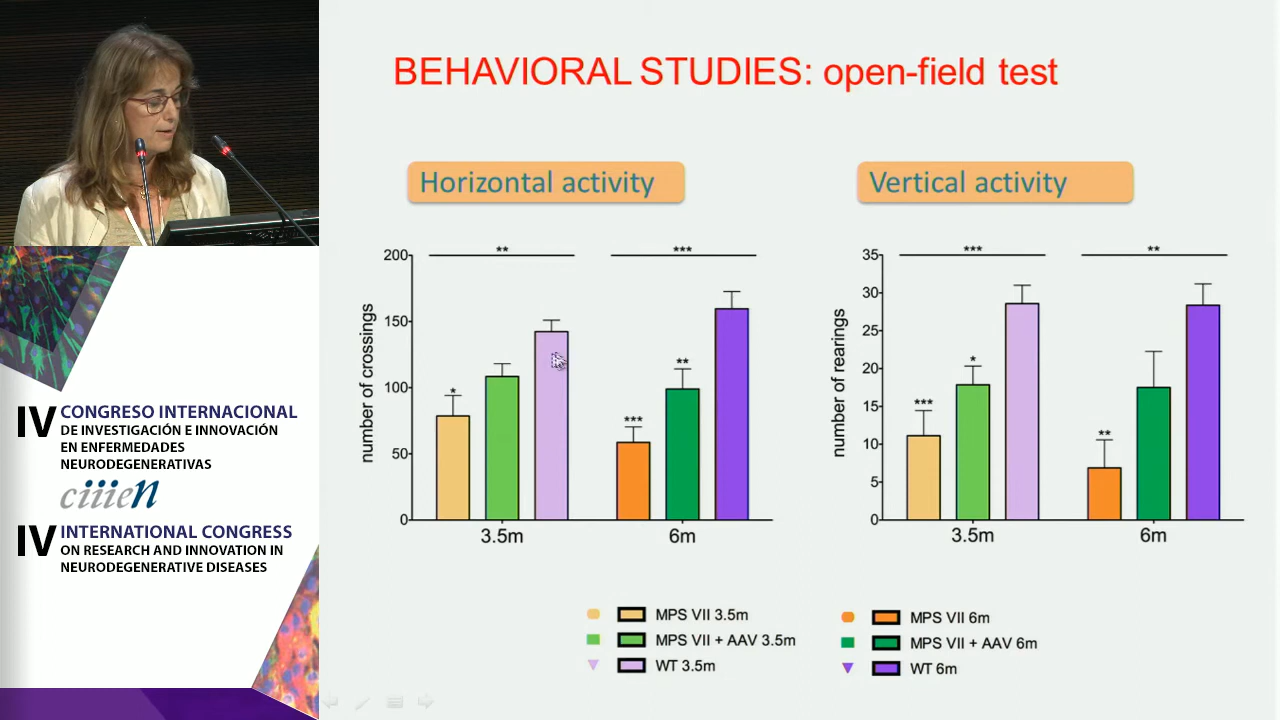 BEHAVIORAL STUDIES: open-field test
Horizontal activity
Vertical activity
number of crossings
200
150
100
50
0
**
***
*
***
**
3.5m
6m
number of rearings
35
30
25
20
15
10
5
0
***
**
***
*
**
3.5m
6m
MPS VII 3.5m
MPS VII + AAV 3.5m
WT 3.5m
MPS VII 6m
MPS VII + AAV 6m
WT 6m
IV CONGRESO INTERNACIONAL
DE INVESTIGACIÓN E INNOVACIÓN
EN ENFERMEDADES
NEURODEGENERATIVAS
ciiien
IV INTERNATIONAL CONGRESS
ON RESEARCH AND INNOVATION IN
NEURODEGENERATIVE DISEASES